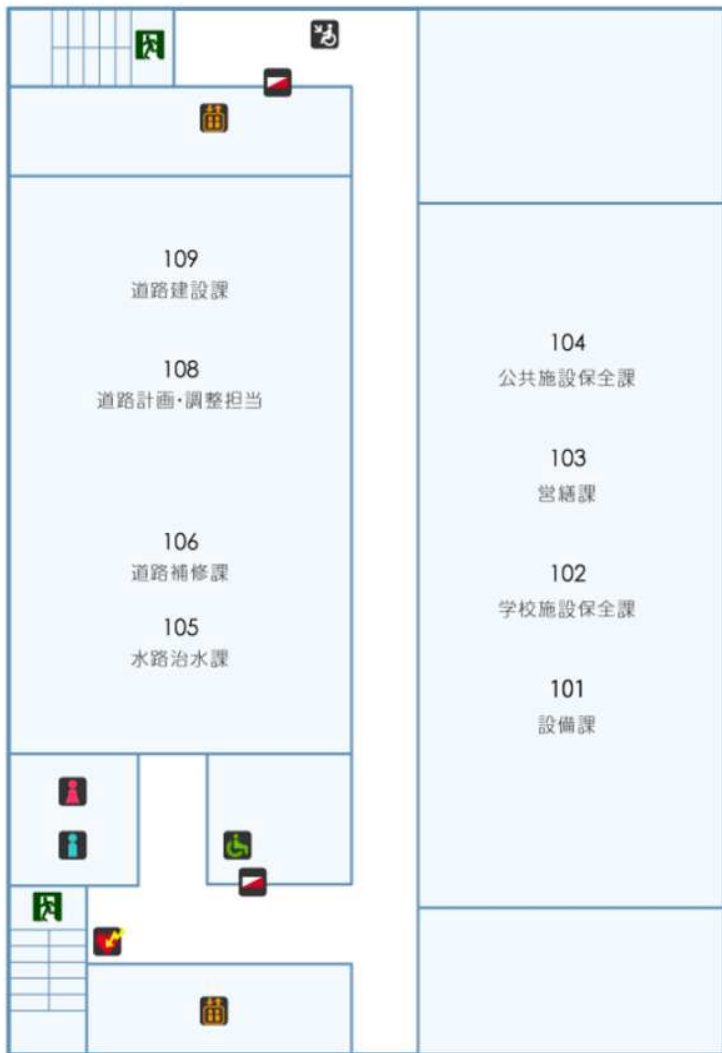 109
道路建設課
108
道路計画・調整担当
106
道路補修課
105
水路治水課
104
公共施設保全課
103
営繕課
102
学校施設保全課
101
設備課